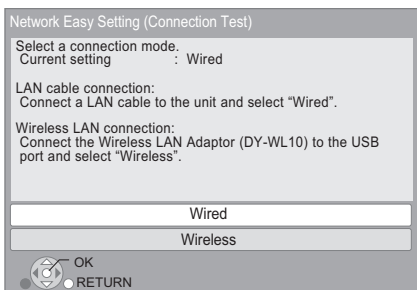 Network Easy Setting (Connection Test)
Select a connection mode.
Current setting : Wired
LAN cable connection:
Connect a LAN cable to the unit and select “Wired”.
Wireless LAN connection:
Connect the Wireless LAN Adaptor (DY-WL10) to the USB
port and select “Wireless”.
Wired
Wireless
OK
RETURN